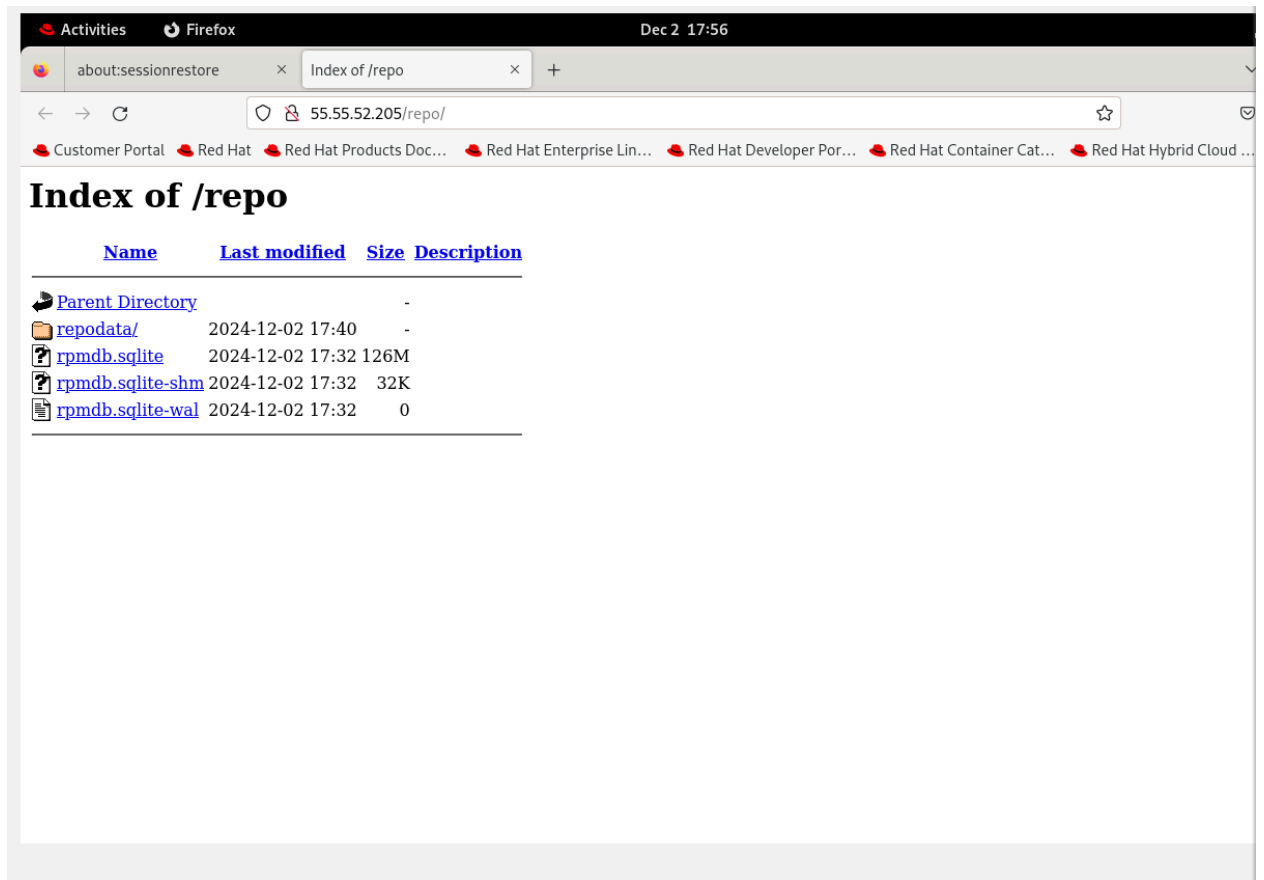 Activities Firefox Dec 2 17:56
about:sessionrestore × Index of /repo × +
55.55.52.205/repo/
Customer Portal Red Hat Red Hat Products Doc... Red Hat Enterprise Lin... Red Hat Developer Por... Red Hat Container Cat... Red Hat Hybrid Cloud ...
Index of /repo
Name Last modified Size Description
Parent Directory -
repodata/ 2024-12-02 17:40 -
rpmdb.sqlite 2024-12-02 17:32 126M
rpmdb.sqlite-shm 2024-12-02 17:32 32K
rpmdb.sqlite-wal 2024-12-02 17:32 0